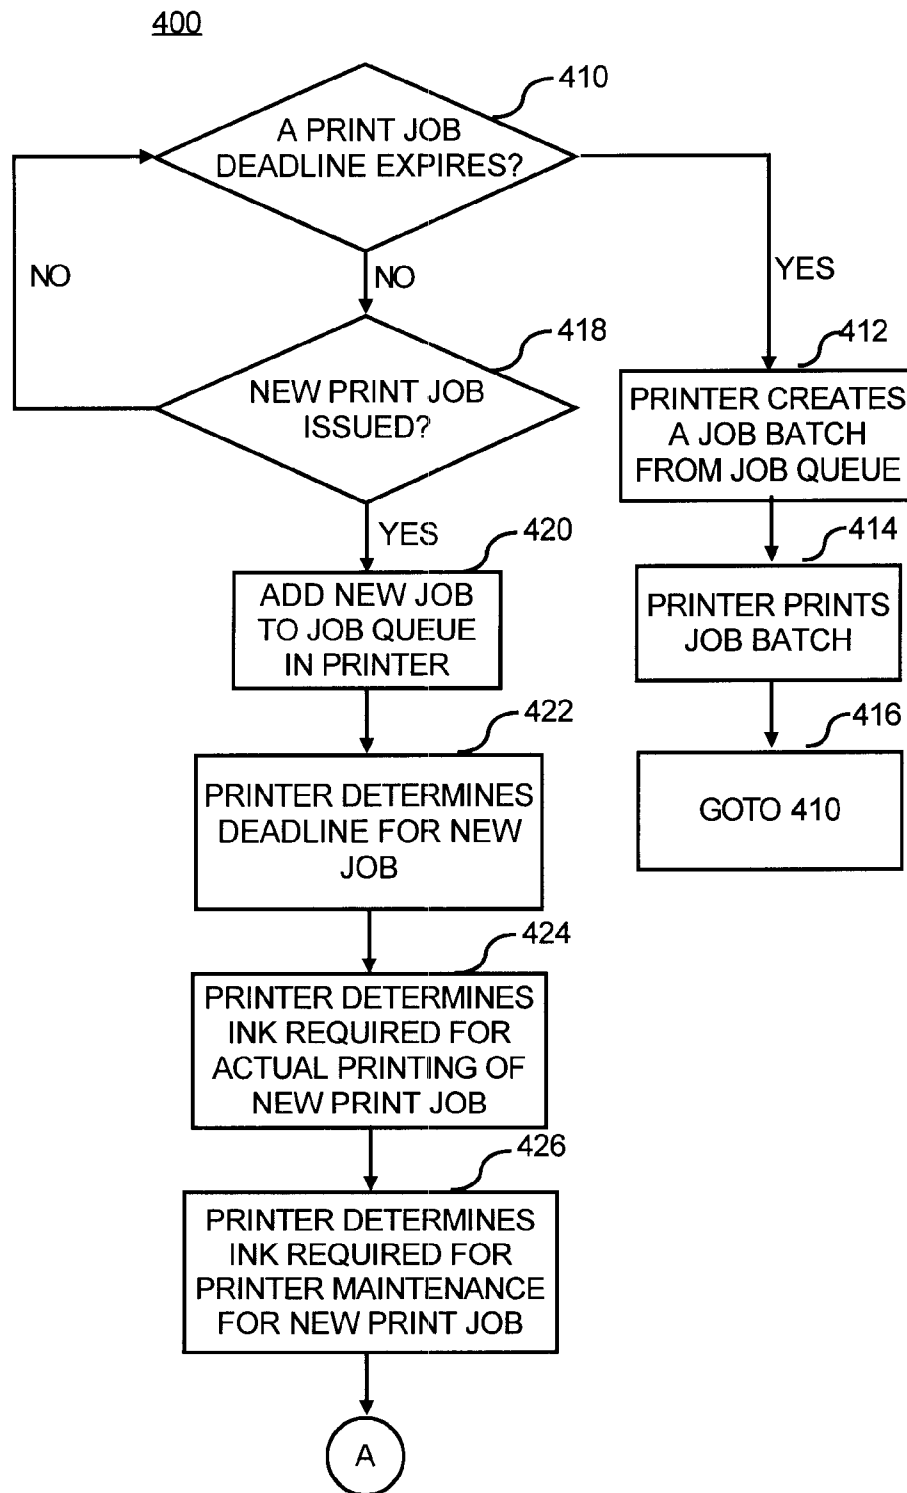 400
410
A PRINT JOB
DEADLINE EXPIRES?
NO
NO
YES
418
NEW PRINT JOB
ISSUED?
412
PRINTER CREATES
A JOB BATCH
FROM JOB QUEUE
YES
420
ADD NEW JOB
TO JOB QUEUE
IN PRINTER
414
PRINTER PRINTS
JOB BATCH
422
PRINTER DETERMINES
DEADLINE FOR NEW
JOB
416
GOTO 410
424
PRINTER DETERMINES
INK REQUIRED FOR
ACTUAL PRINTING OF
NEW PRINT JOB
426
PRINTER DETERMINES
INK REQUIRED FOR
PRINTER MAINTENANCE
FOR NEW PRINT JOB
A